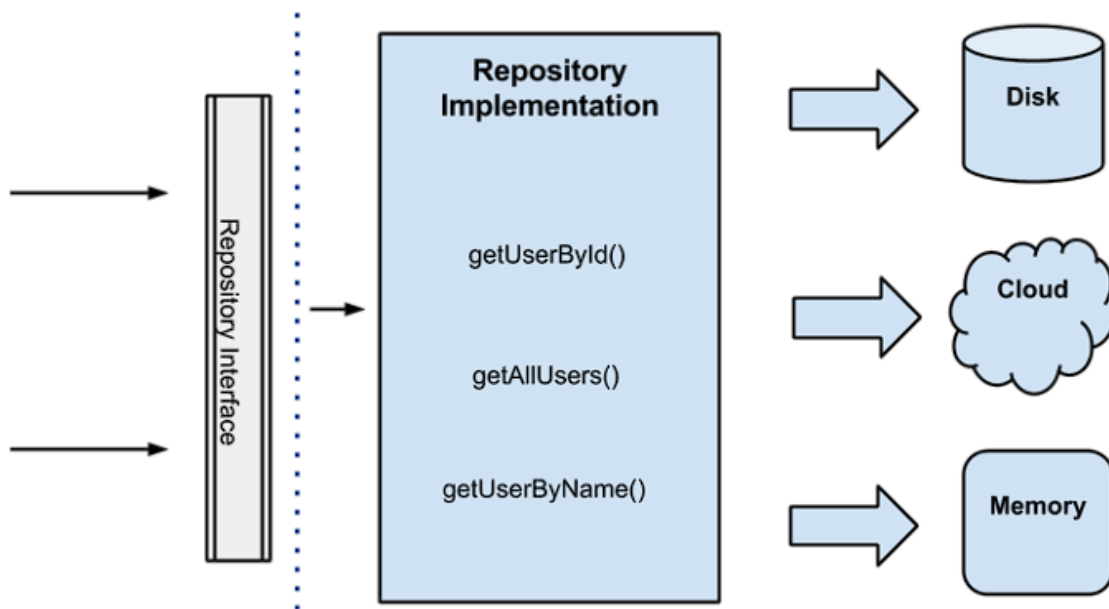 Repository Interface
Repository
Implementation
getUserById()
getAllUsers()
getUserByName()
Disk
Cloud
Memory